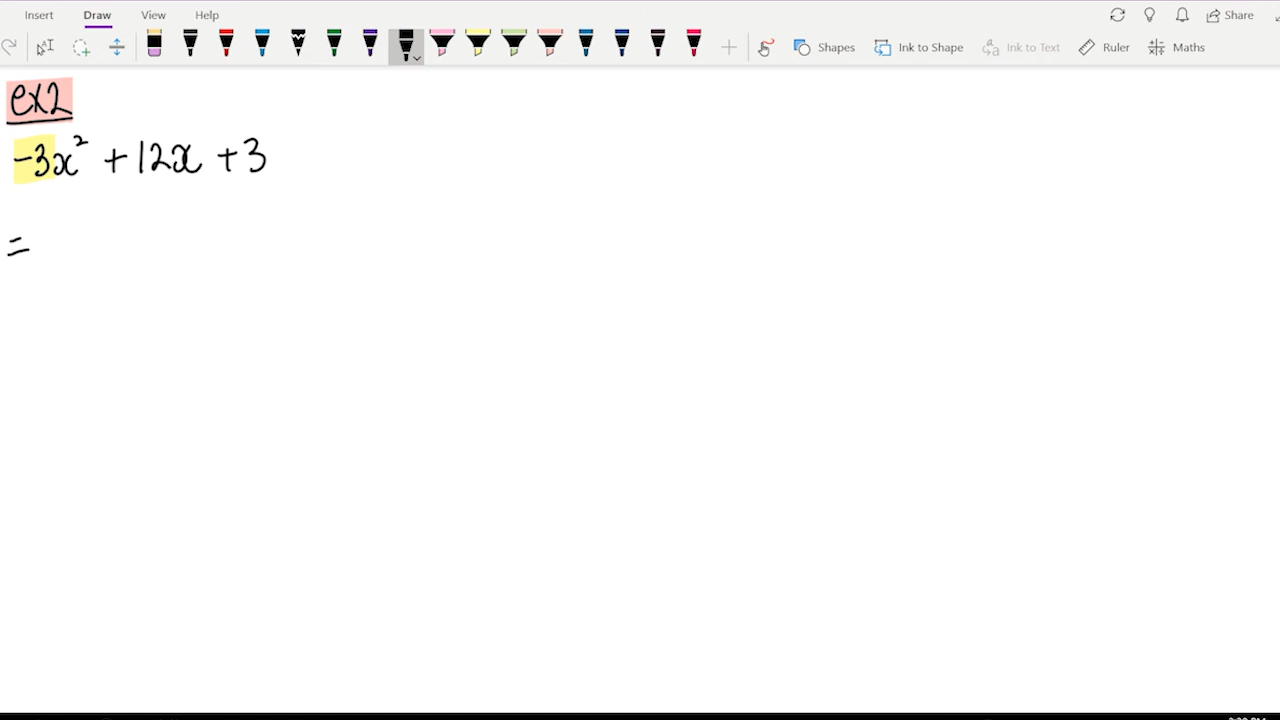 Insert Draw View Help Share
Shapes Ink to Shape Ink to Text Ruler Maths
ex2
-3x² +12x +3
=